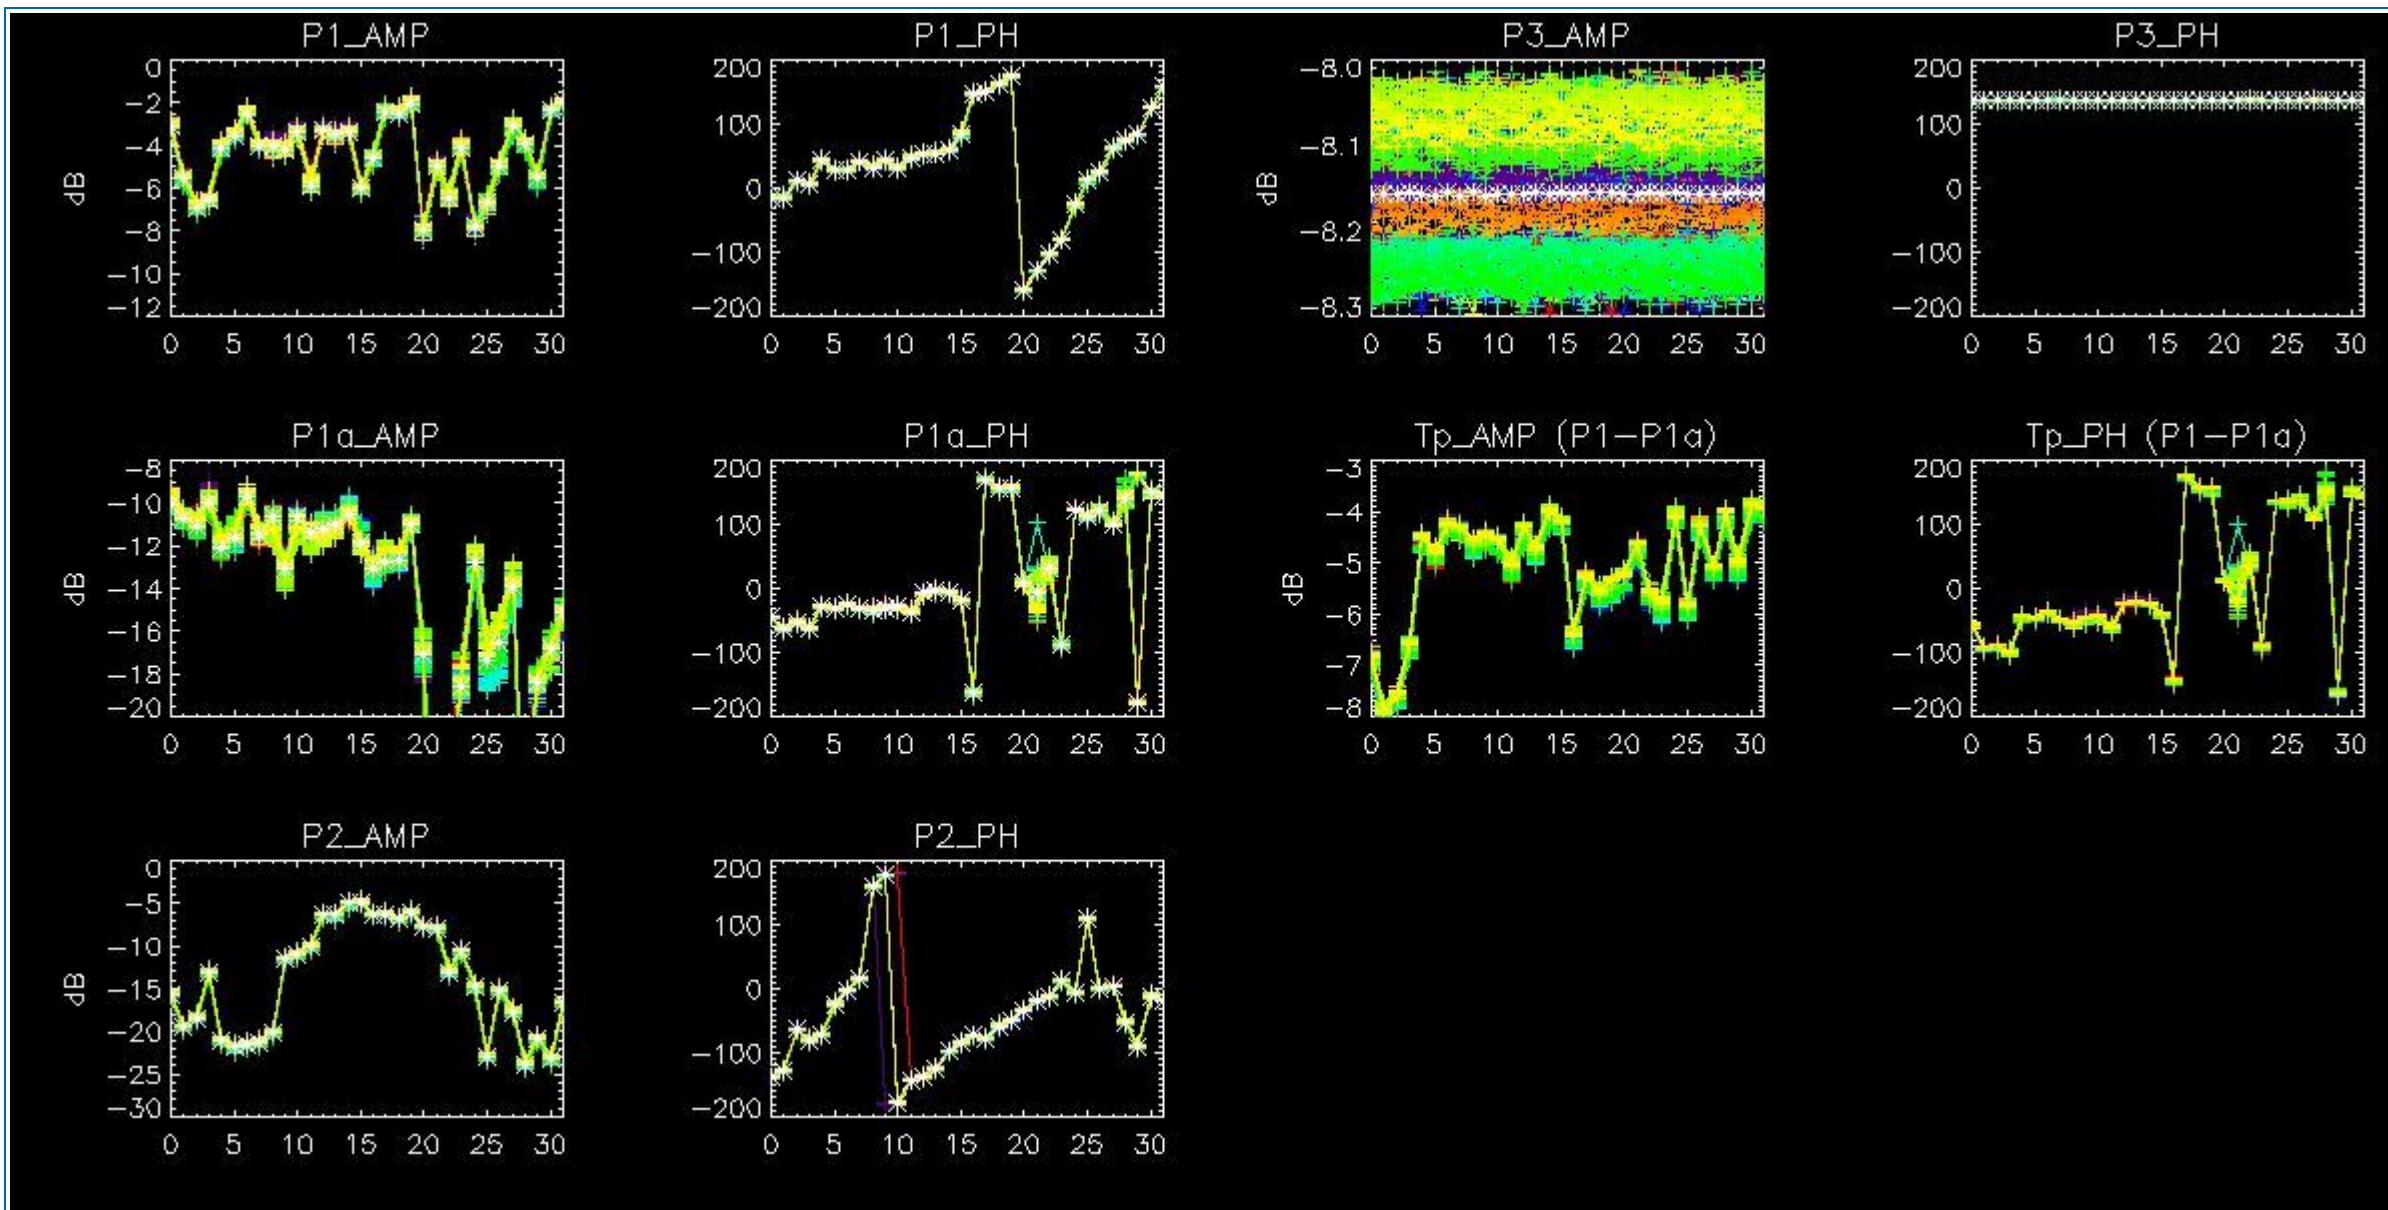 P1_AMP
0
−2
−4
−6
−8
−10
−12
dB
0 5 10 15 20 25 30
P1_PH
200
100
0
−100
−200
0 5 10 15 20 25 30
P3_AMP
−8.0
−8.1
−8.2
−8.3
dB
0 5 10 15 20 25 30
P3_PH
200
100
0
−100
−200
0 5 10 15 20 25 30
P1a_AMP
−8
−10
−12
−14
−16
−18
−20
dB
0 5 10 15 20 25 30
P1a_PH
200
100
0
−100
−200
0 5 10 15 20 25 30
Tp_AMP (P1−P1a)
−3
−4
−5
−6
−7
−8
dB
0 5 10 15 20 25 30
Tp_PH (P1−P1a)
200
100
0
−100
−200
0 5 10 15 20 25 30
P2_AMP
0
−5
−10
−15
−20
−25
−30
dB
0 5 10 15 20 25 30
P2_PH
200
100
0
−100
−200
0 5 10 15 20 25 30